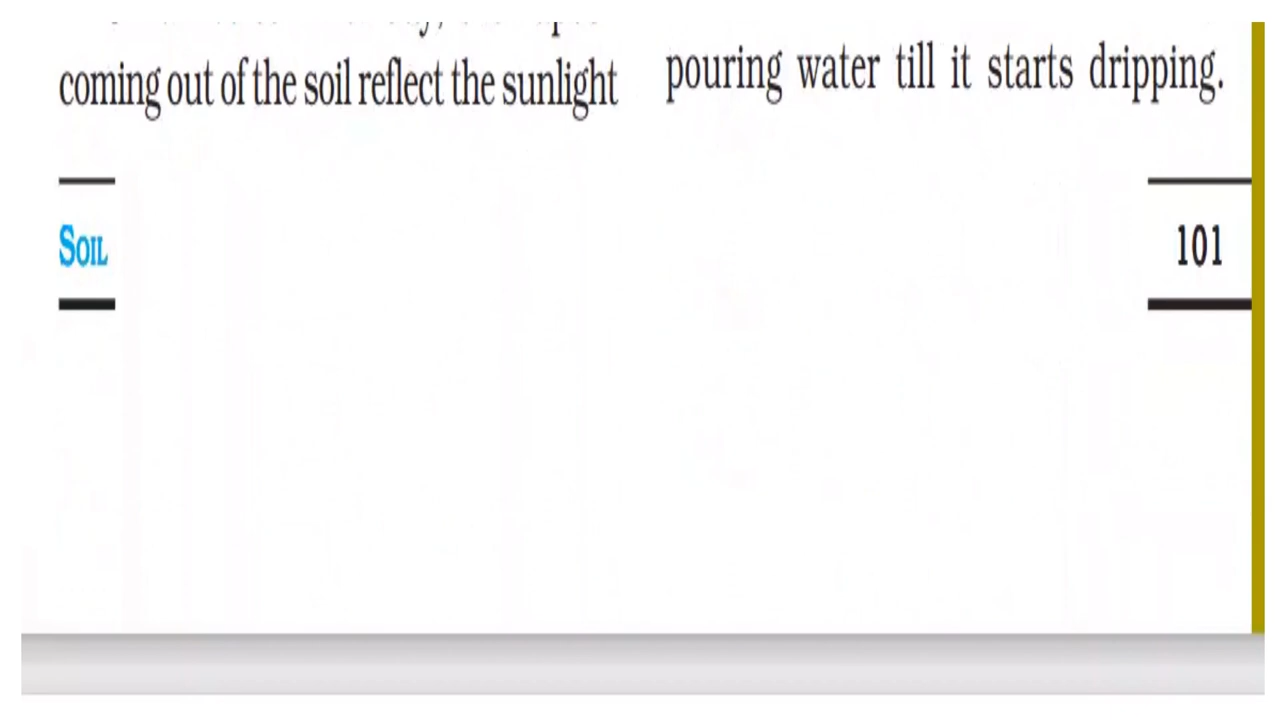 coming out of the soil reflect the sunlight
pouring water till it starts dripping.
SOIL
101